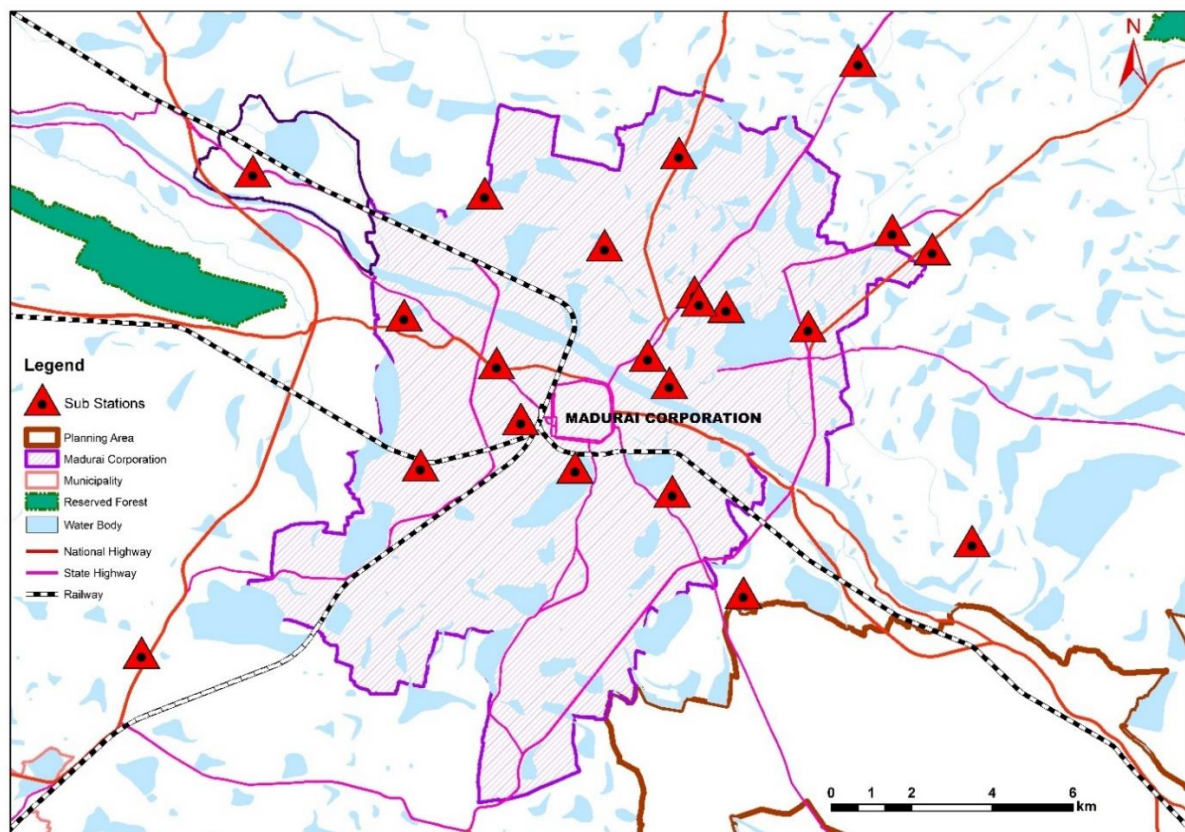 N
MADURAI CORPORATION
Legend
Sub Stations
Planning Area
Madurai Corporation
Municipality
Reserved Forest
Water Body
National Highway
State Highway
Railway
0 1 2 4 6
km